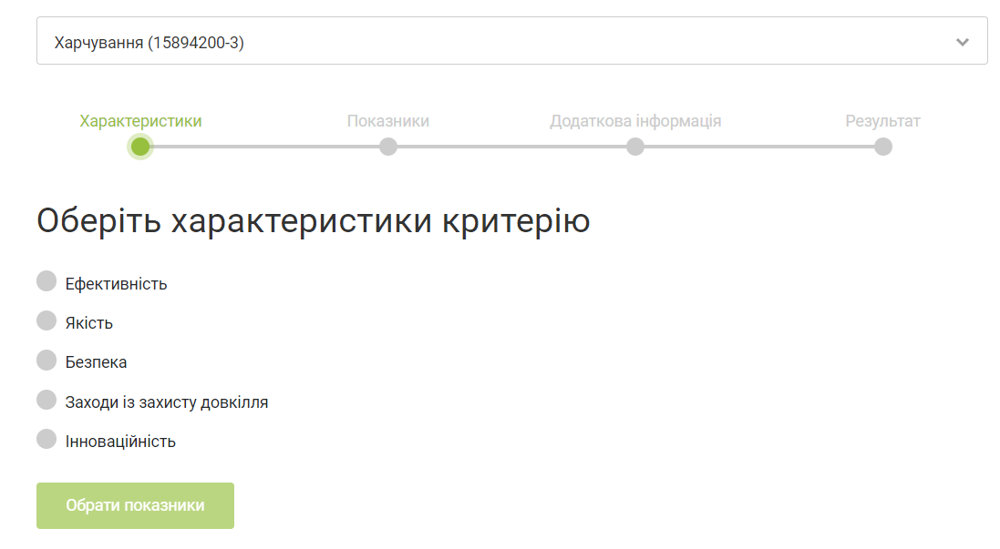 Харчування (15894200-3)
Характеристики Показники Додаткова інформація Результат
Оберіть характеристики критерію
Ефективність
Якість
Безпека
Заходи із захисту довкілля
Інноваційність
Обрати показники